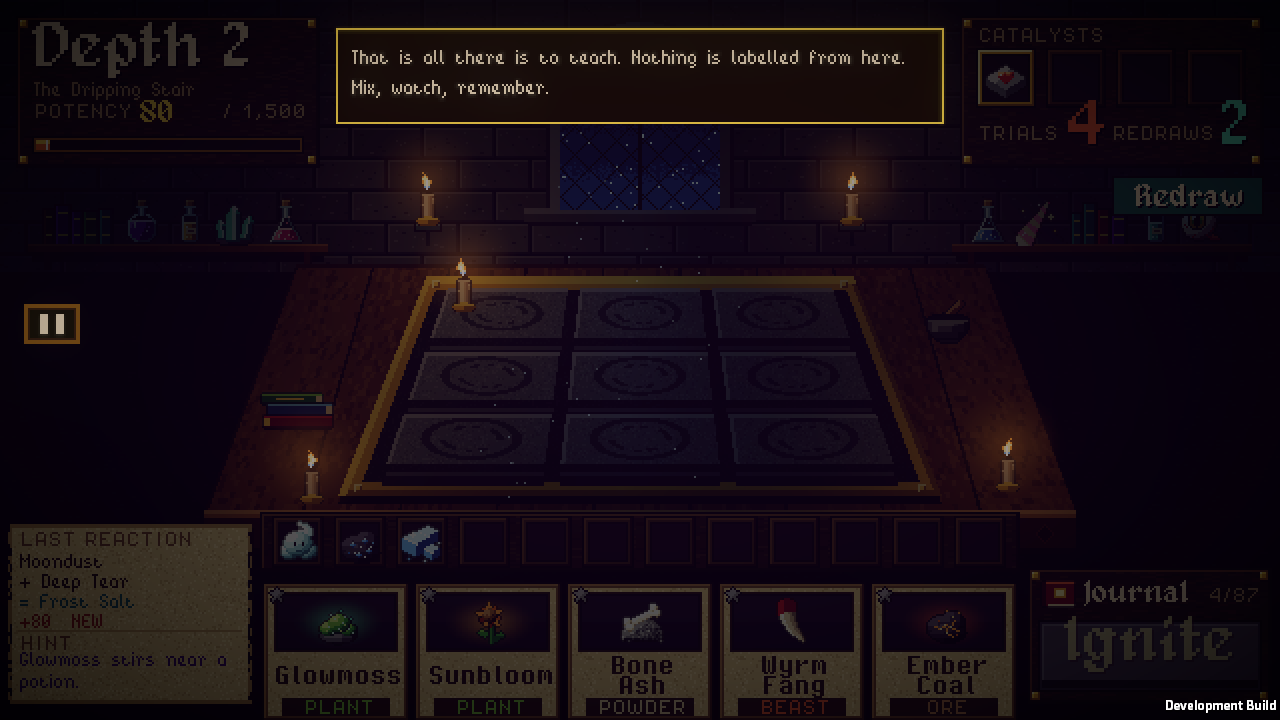 Depth 2
The Dripping Stair
POTENCY 80 / 1,500
That is all there is to teach. Nothing is labelled from here.
Mix, watch, remember.
CATALYSTS
TRIALS 4 REDRAWS 2
Redraw
LAST REACTION
Moondust
+ Deep Tear
= Frost Salt
+80 NEW
HINT
Glowmoss stirs near a
potion.
Glowmoss
PLANT
Sunbloom
PLANT
Bone
Ash
POWDER
Wyrm
Fang
BEAST
Ember
Coal
ORE
Journal 4/87
Ignite
Development Build